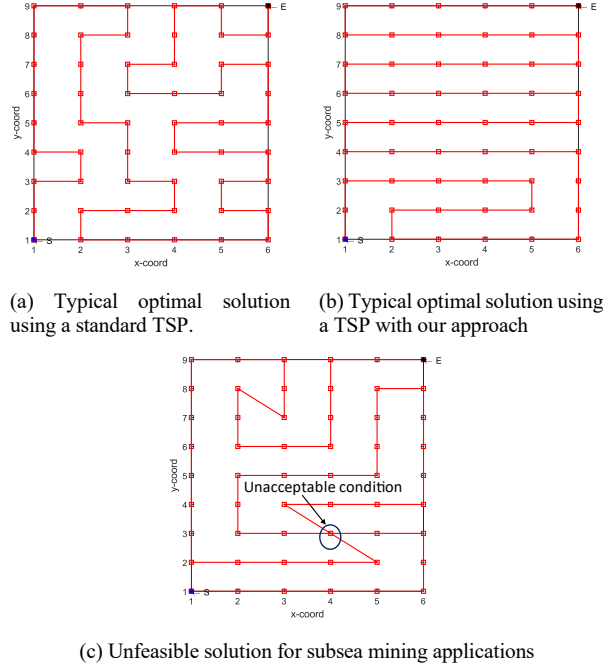 9
8
7
6
5
4
3
2
1
y-coord
S
E
1 2 3 4 5 6
x-coord
9
8
7
6
5
4
3
2
1
y-coord
S
E
1 2 3 4 5 6
x-coord
(a) Typical optimal solution
using a standard TSP.
(b) Typical optimal solution using
a TSP with our approach
9
8
7
6
5
4
3
2
1
y-coord
E
Unacceptable condition
S
1 2 3 4 5 6
x-coord
(c) Unfeasible solution for subsea mining applications